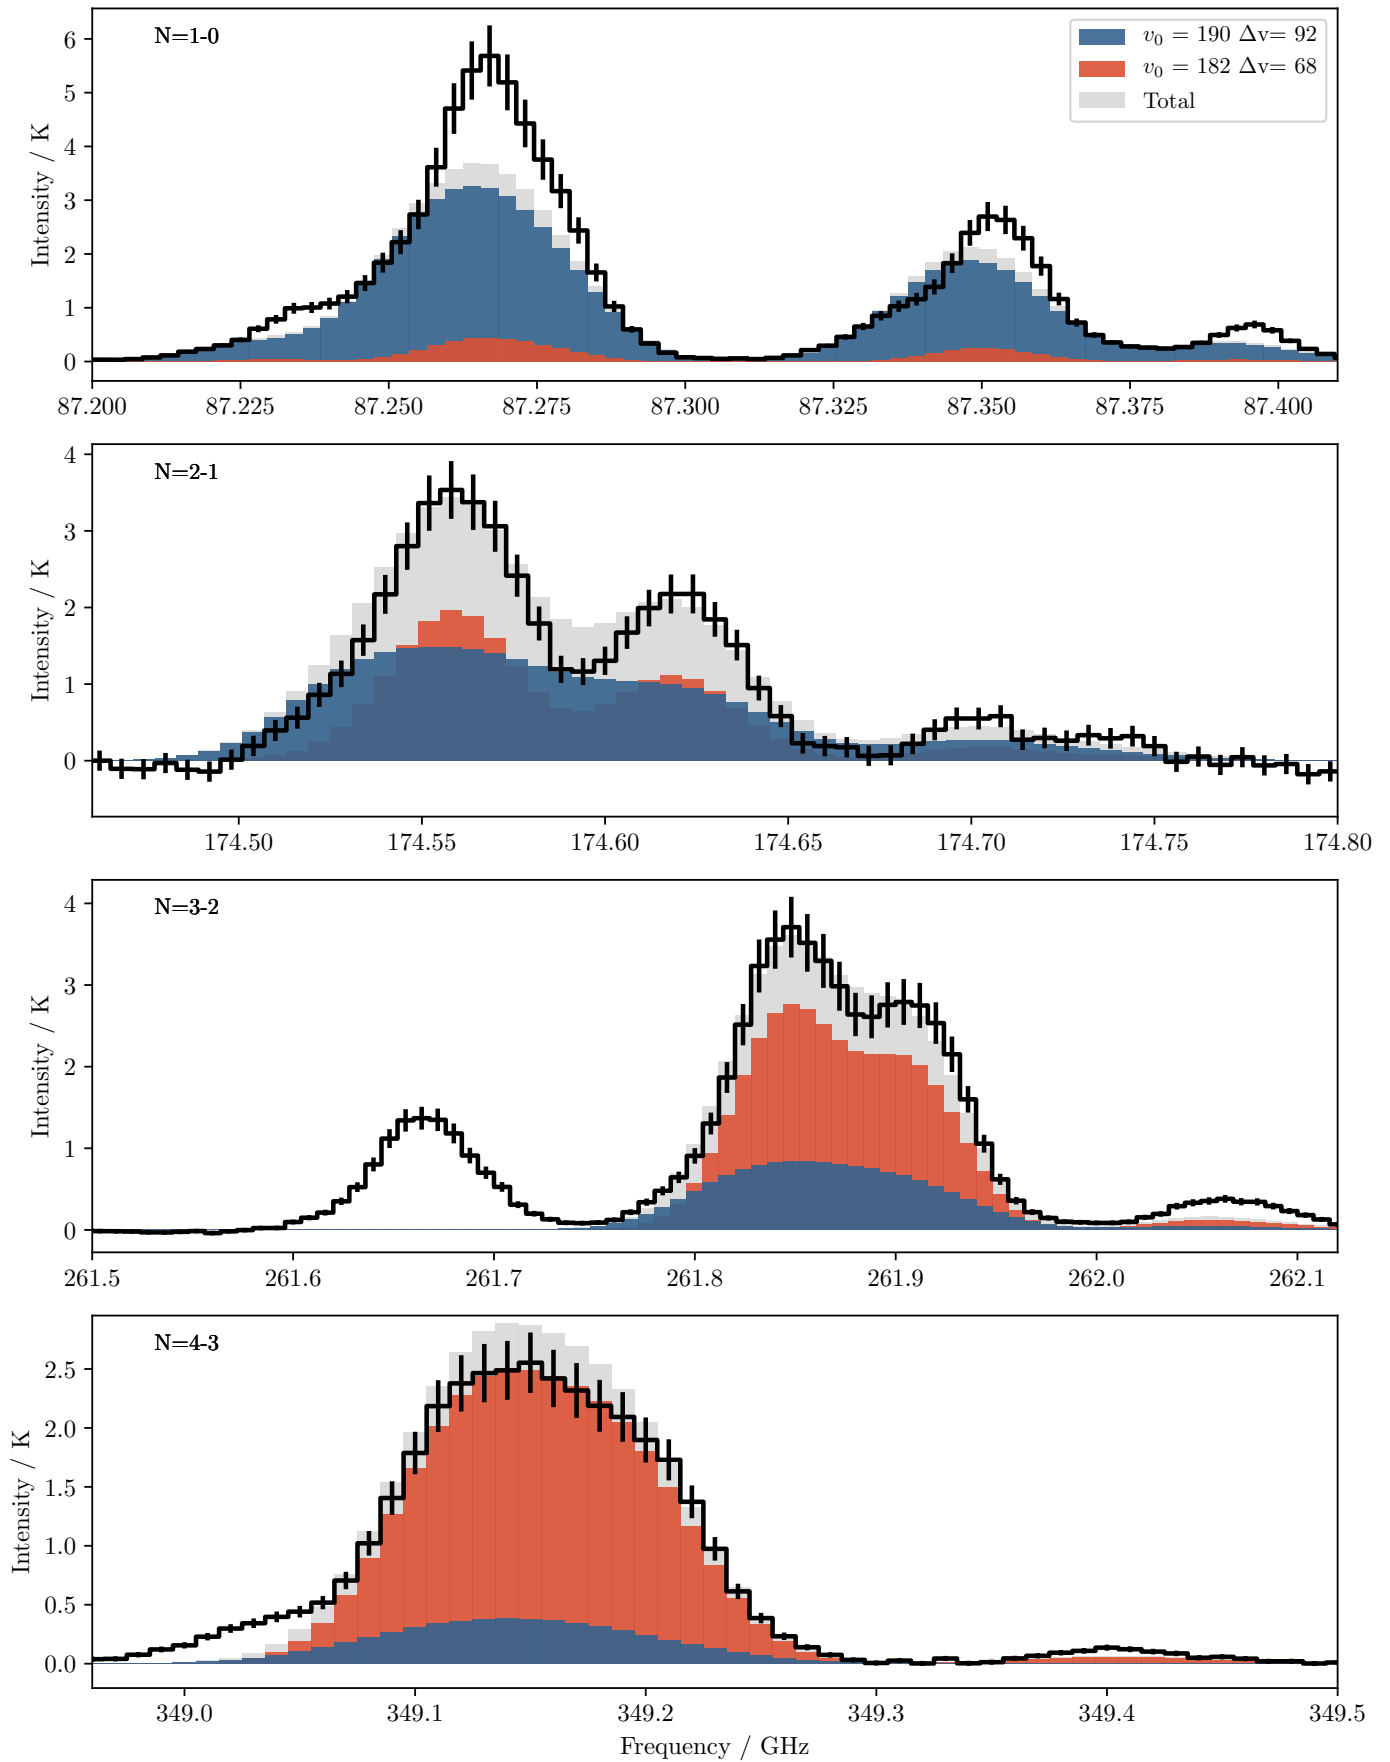 N=1-0
v₀ = 190 Δv= 92
v₀ = 182 Δv= 68
Total
6
5
4
3
2
1
0
Intensity / K
87.200 87.225 87.250 87.275 87.300 87.325 87.350 87.375 87.400
N=2-1
4
3
2
1
0
Intensity / K
174.50 174.55 174.60 174.65 174.70 174.75 174.80
N=3-2
4
3
2
1
0
Intensity / K
261.5 261.6 261.7 261.8 261.9 262.0 262.1
N=4-3
2.5
2.0
1.5
1.0
0.5
0.0
Intensity / K
349.0 349.1 349.2 349.3 349.4 349.5
Frequency / GHz